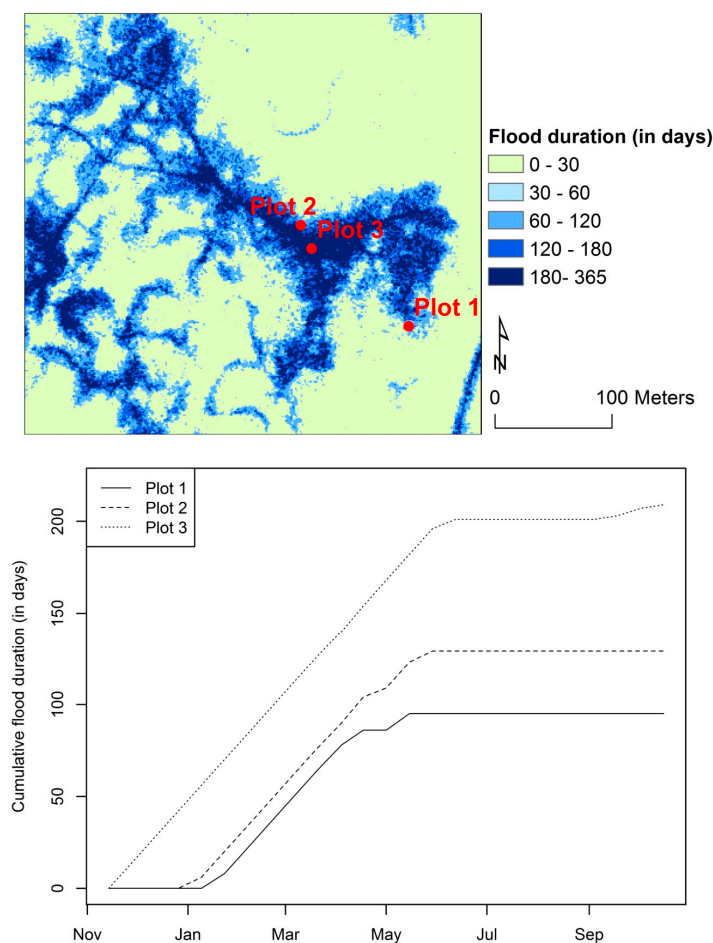 Flood duration (in days)
0 - 30
30 - 60
60 - 120
120 - 180
180- 365
Plot 2
Plot 3
Plot 1
N
0 100 Meters
Plot 1
Plot 2
Plot 3
Cumulative flood duration (in days)
200
150
100
50
0
Nov Jan Mar May Jul Sep